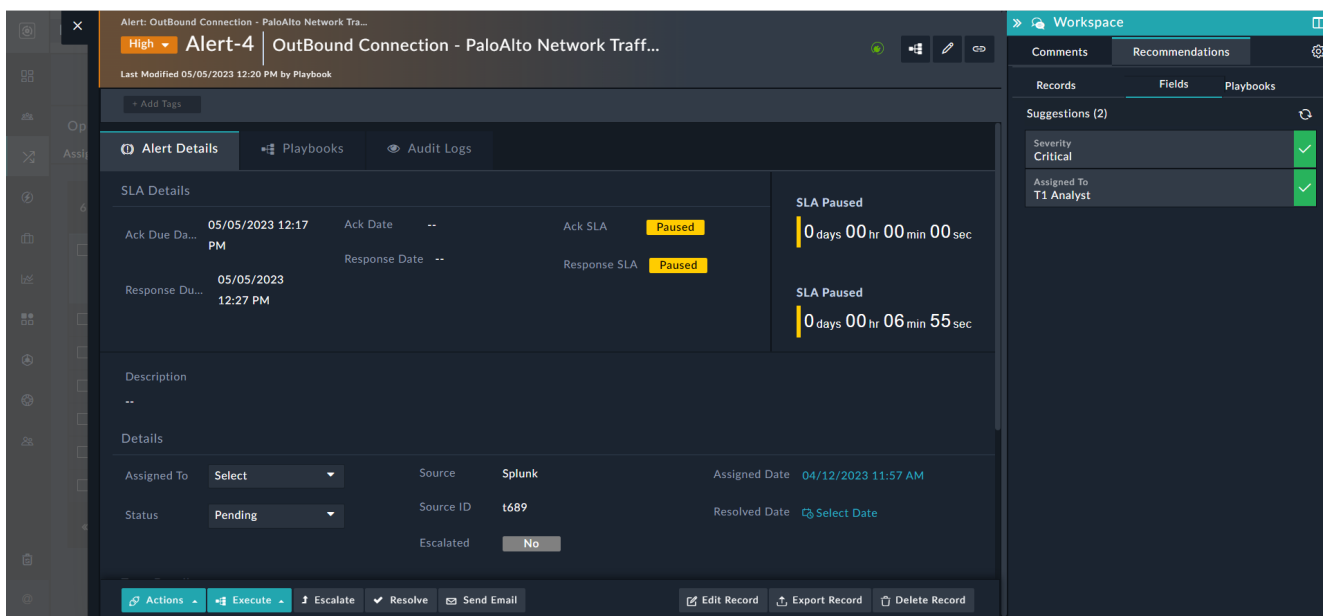 Alert: OutBound Connection - PaloAlto Network Tra...
High Alert-4 OutBound Connection - PaloAlto Network Traff...
Last Modified 05/05/2023 12:20 PM by Playbook
+ Add Tags
Alert Details Playbooks Audit Logs
SLA Details
Ack Due Da... 05/05/2023 12:17 PM
Ack Date --
Ack SLA Paused
Response Date --
Response SLA Paused
Response Du... 05/05/2023 12:27 PM
SLA Paused
0 days 00 hr 00 min 00 sec
SLA Paused
0 days 00 hr 06 min 55 sec
Description
--
Details
Assigned To Select
Source Splunk
Assigned Date 04/12/2023 11:57 AM
Status Pending
Source ID t689
Resolved Date Select Date
Escalated No
Actions Execute Escalate Resolve Send Email Edit Record Export Record Delete Record
Workspace
Comments Recommendations
Records Fields Playbooks
Suggestions (2)
Severity
Critical
Assigned To
T1 Analyst
Op
Assi